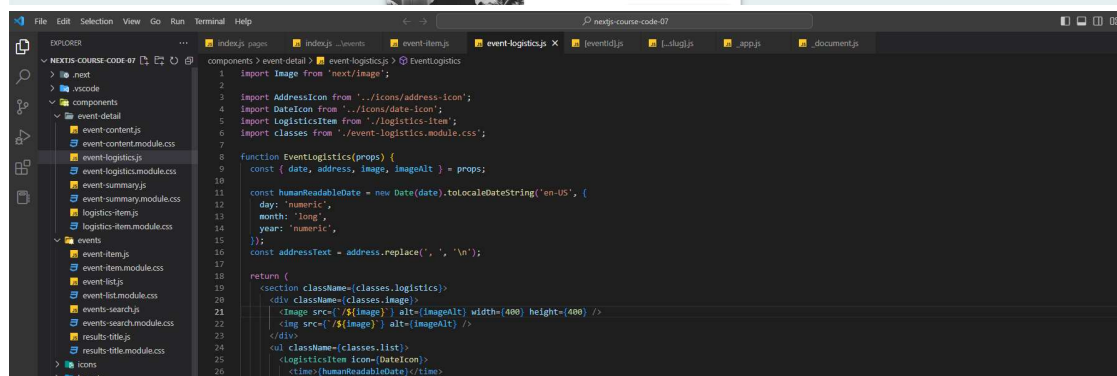 File Edit Selection View Go Run Terminal Help
nextjs-course-code-07
EXPLORER
index.js pages
index.js ...\events
event-item.js
event-logistics.js
[eventId].js
[...slug].js
_app.js
_document.js
NEXTJS-COURSE-CODE-07
components > event-detail > event-logistics.js > EventLogistics
.next
.vscode
components
event-detail
event-content.js
event-content.module.css
event-logistics.js
event-logistics.module.css
event-summary.js
event-summary.module.css
logistics-item.js
logistics-item.module.css
events
event-item.js
event-item.module.css
event-list.js
event-list.module.css
events-search.js
events-search.module.css
results-title.js
results-title.module.css
icons
1 import Image from 'next/image';
2
3 import AddressIcon from '../icons/address-icon';
4 import DateIcon from '../icons/date-icon';
5 import LogisticsItem from './logistics-item';
6 import classes from './event-logistics.module.css';
7
8 function EventLogistics(props) {
9 const { date, address, image, imageAlt } = props;
10
11 const humanReadableDate = new Date(date).toLocaleDateString('en-US', {
12 day: 'numeric',
13 month: 'long',
14 year: 'numeric',
15 });
16 const addressText = address.replace(', ', '\n');
17
18 return (
19 <section className={classes.logistics}>
20 <div className={classes.image}>
21 <Image src={`/${image}`} alt={imageAlt} width={400} height={400} />
22 <img src={`/${image}`} alt={imageAlt} />
23 </div>
24 <ul className={classes.list}>
25 <LogisticsItem icon={DateIcon}>
26 <time>{humanReadableDate}</time>